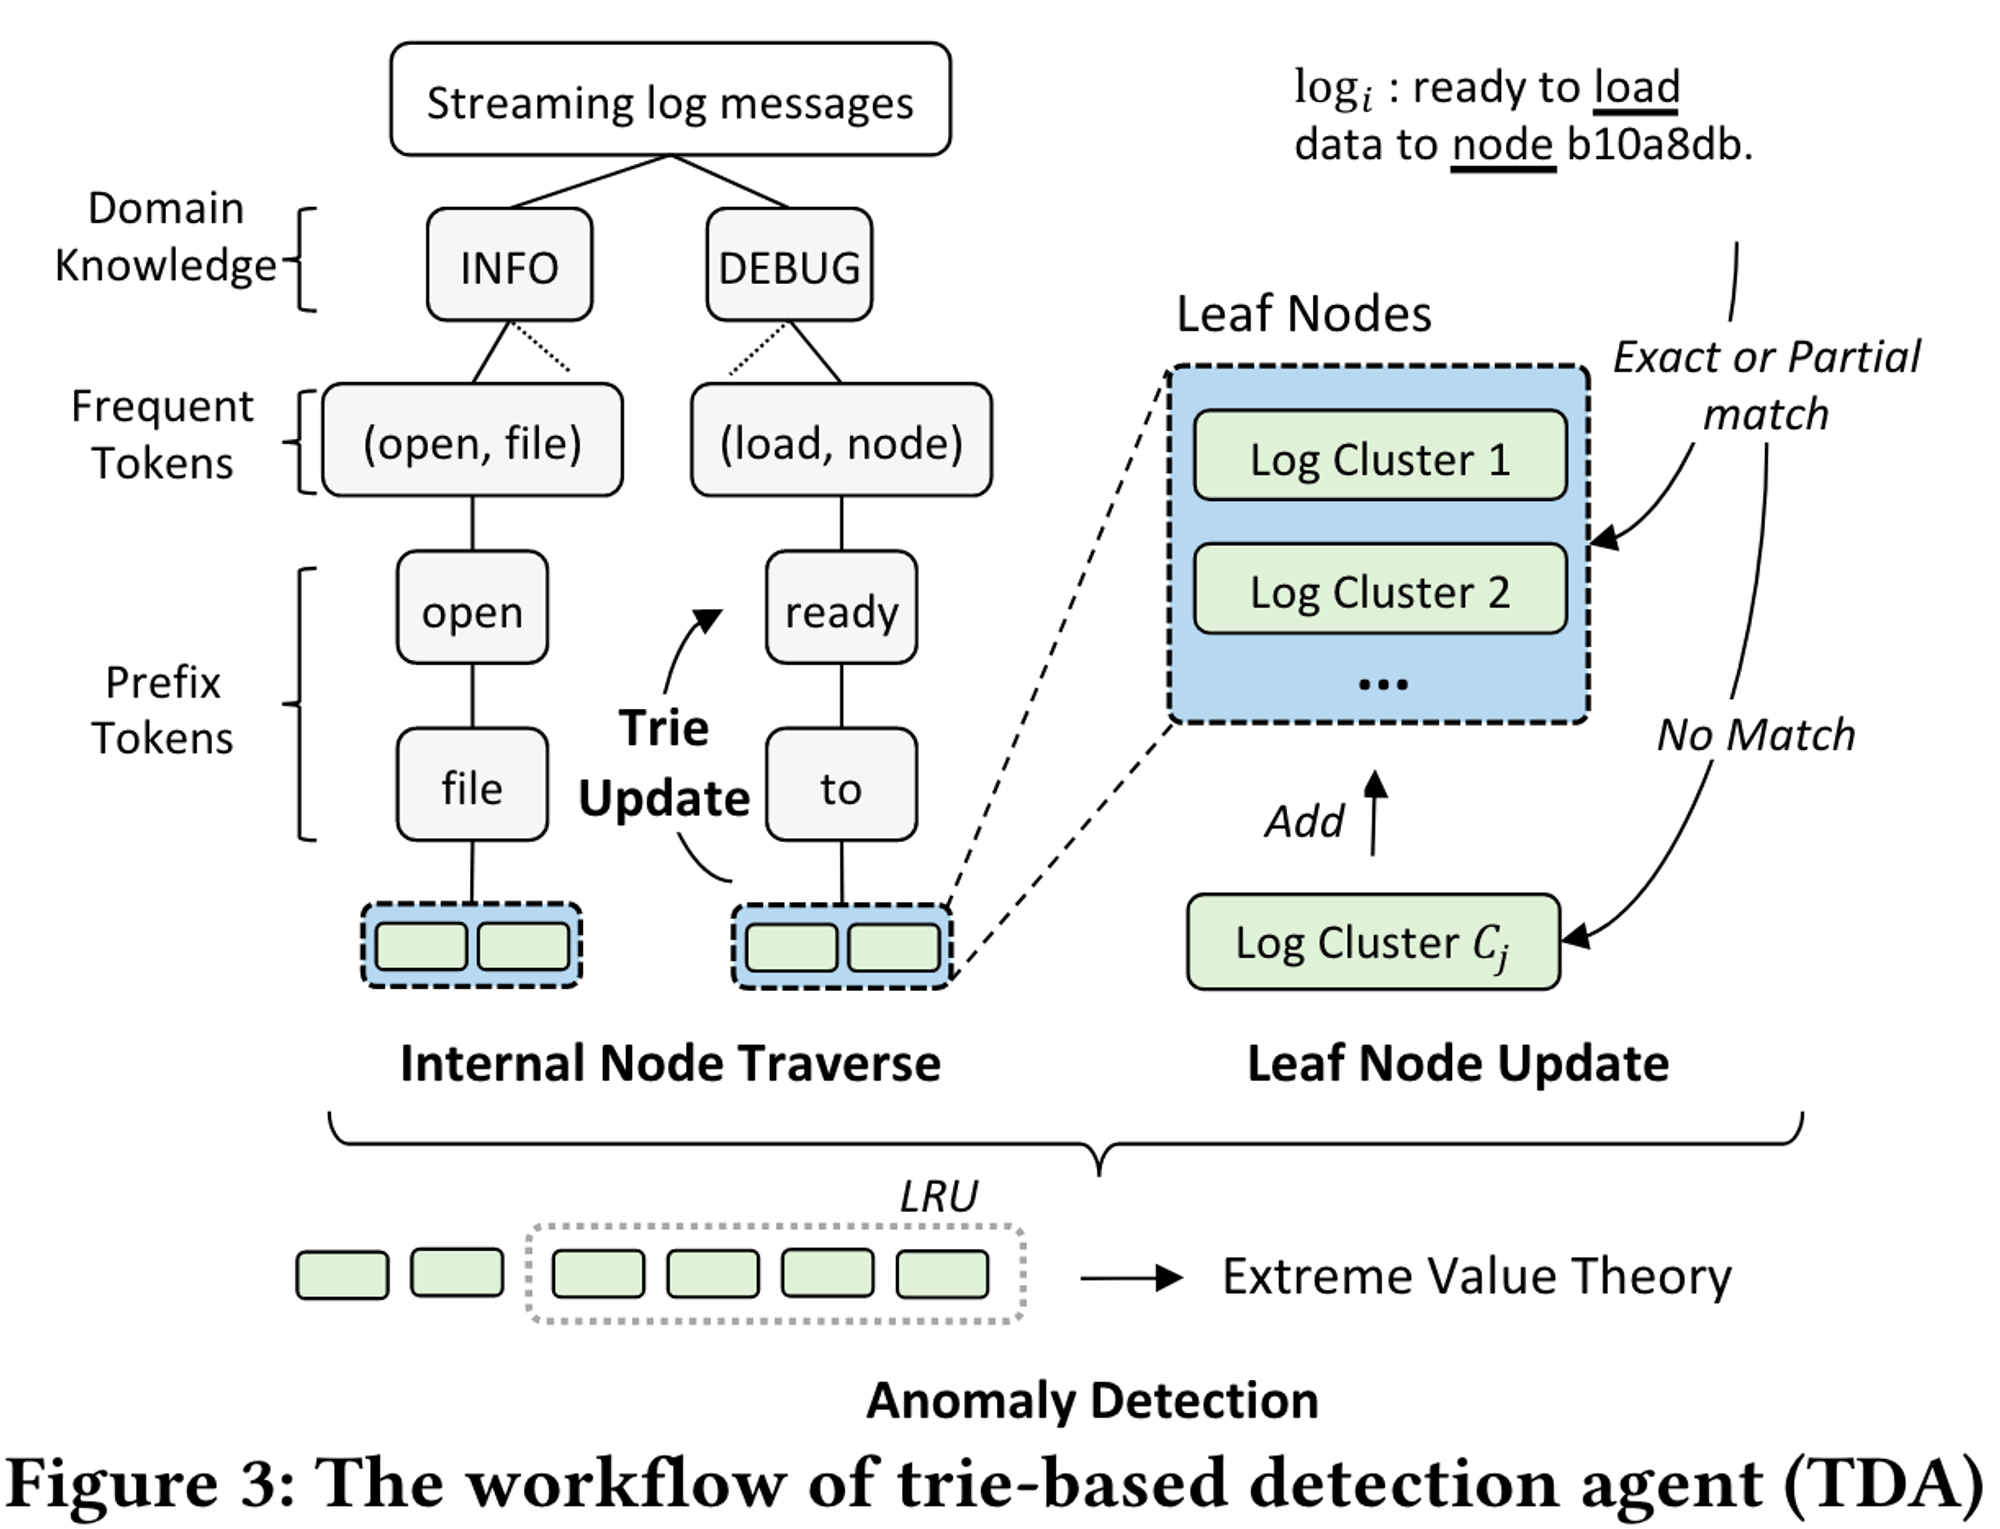 Streaming log messages
log𝑖 : ready to load
data to node b10a8db.
Domain
Knowledge
INFO
DEBUG
Leaf Nodes
Exact or Partial
match
Frequent
Tokens
(open, file)
(load, node)
Log Cluster 1
Log Cluster 2
...
open
ready
Prefix
Tokens
Trie
Update
file
to
No Match
Add
Log Cluster 𝐶𝑗
Internal Node Traverse
Leaf Node Update
LRU
Extreme Value Theory
Anomaly Detection
Figure 3: The workflow of trie-based detection agent (TDA)